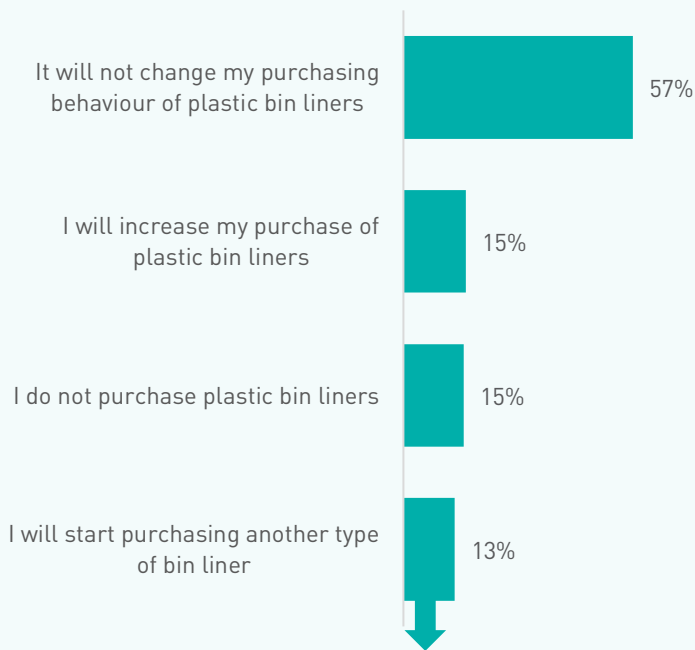 It will not change my purchasing
behaviour of plastic bin liners
57%
I will increase my purchase of
plastic bin liners
15%
I do not purchase plastic bin liners
15%
I will start purchasing another type
of bin liner
13%